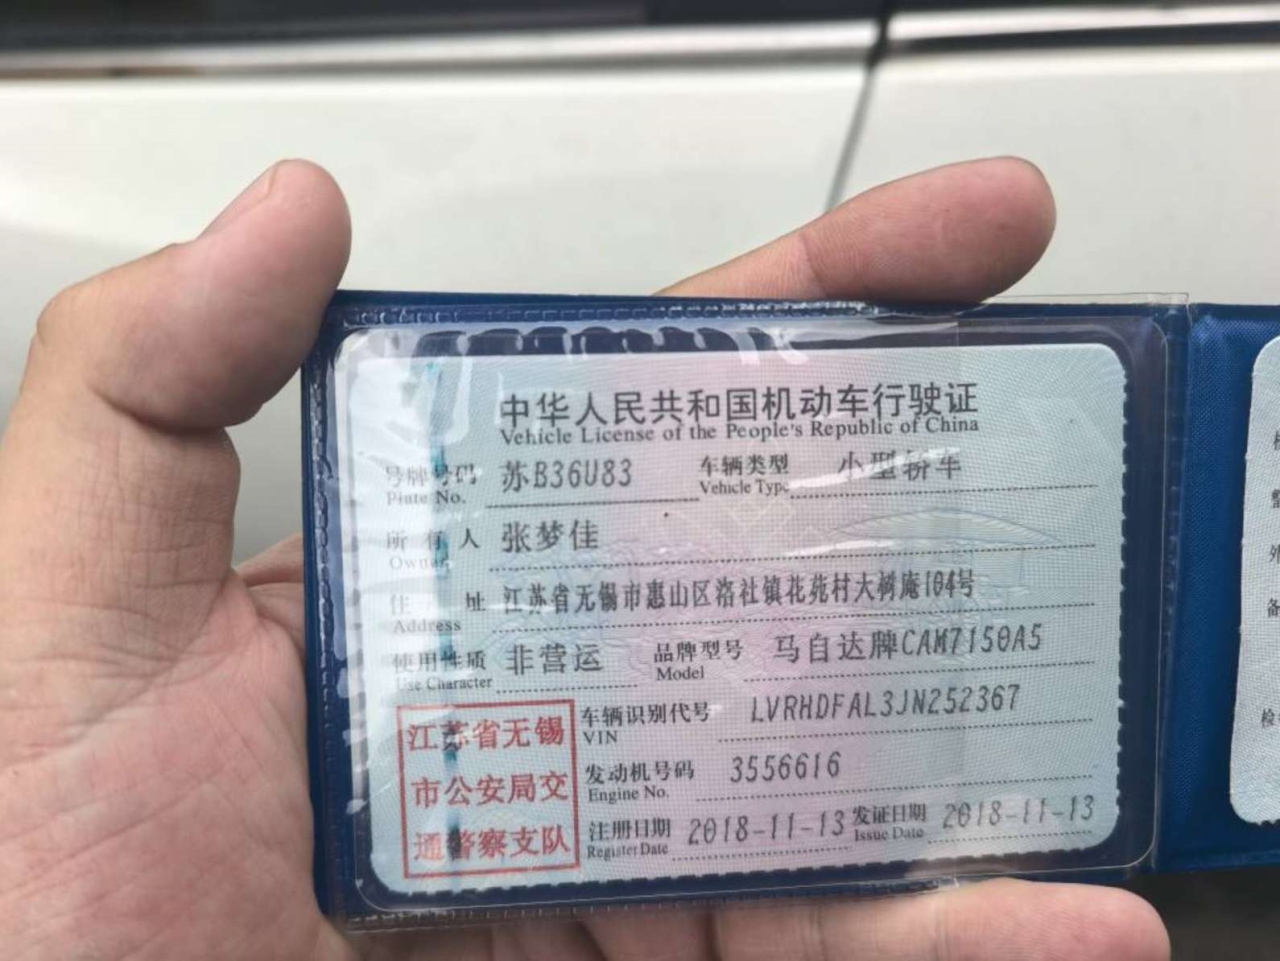 中华人民共和国机动车行驶证
Vehicle License of the People's Republic of China
号牌号码 苏B36U83 车辆类型 小型轿车
Plate No. Vehicle Type
所有人 张梦佳
Owner
住址 江苏省无锡市惠山区洛社镇花苑村大树庵104号
Address
使用性质 非营运 品牌型号 马自达牌CAM7150A5
Use Character Model
江苏省无锡
市公安局交
通警察支队
车辆识别代号 LVRHDFAL3JN252367
VIN
发动机号码 3556616
Engine No.
注册日期 2018-11-13 发证日期 2018-11-13
Register Date Issue Date